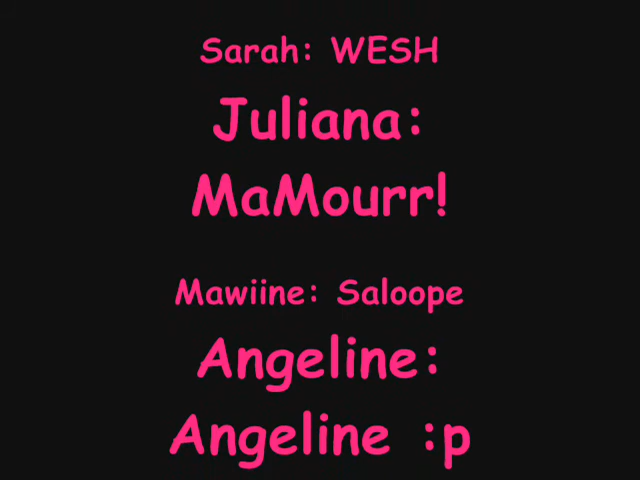 Sarah: WESH
Juliana:
MaMourr!
Mawiine: Saloope
Angeline:
Angeline :p